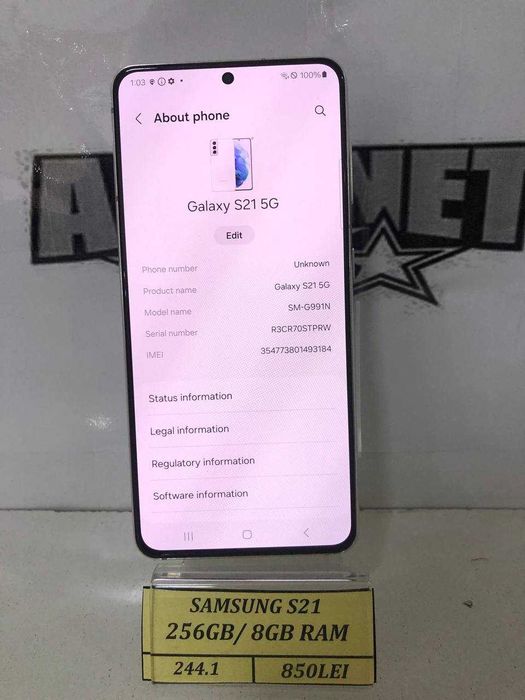 1:03
100%
About phone
Galaxy S21 5G
Edit
Phone number Unknown
Product name Galaxy S21 5G
Model name SM-G991N
Serial number R3CR70STPRW
IMEI 354773801493184
Status information
Legal information
Regulatory information
Software information
SAMSUNG S21
256GB/ 8GB RAM
244.1 850LEI